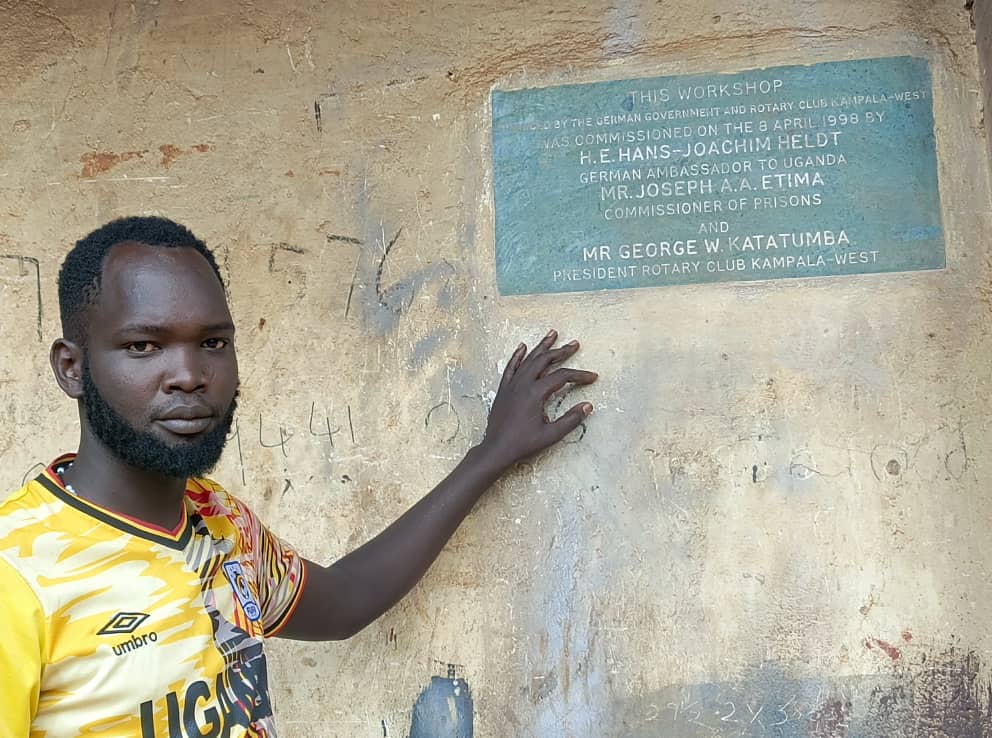 THIS WORKSHOP
BY THE GERMAN GOVERNMENT AND ROTARY CLUB KAMPALA-WEST
WAS COMMISSIONED ON THE 8 APRIL 1998 BY
H.E. HANS-JOACHIM HELDT
GERMAN AMBASSADOR TO UGANDA
MR. JOSEPH A.A. ETIMA
COMMISSIONER OF PRISONS
AND
MR GEORGE W. KATATUMBA
PRESIDENT ROTARY CLUB KAMPALA-WEST
umbro